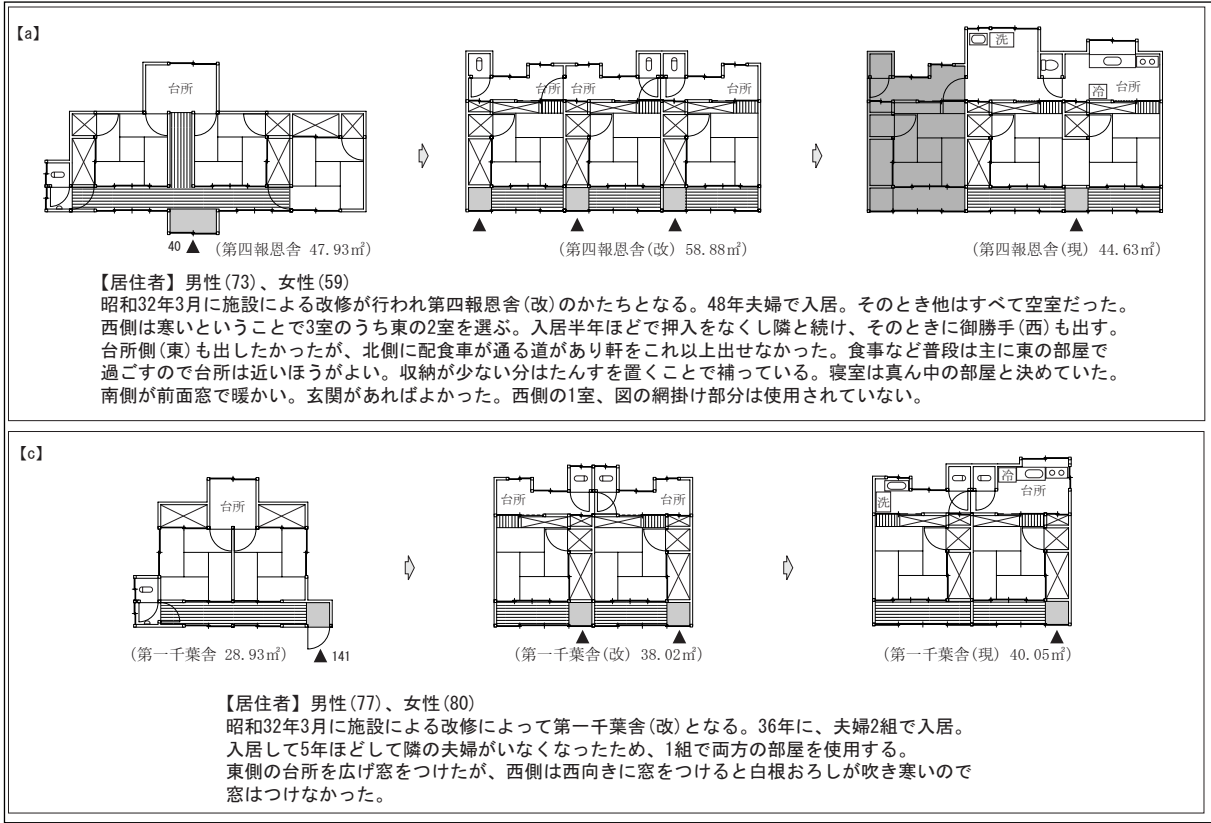 【a】
台所
台所
台所
台所
洗
冷
台所
40
(第四報恩舎 47.93㎡)
(第四報恩舎(改) 58.88㎡)
(第四報恩舎(現) 44.63㎡)
【居住者】男性(73)、女性(59)
昭和32年3月に施設による改修が行われ第四報恩舎(改)のかたちとなる。48年夫婦で入居。そのとき他はすべて空室だった。
西側は寒いということで3室のうち東の2室を選ぶ。入居半年ほどで押入をなくし隣と続け、そのときに御勝手(西)も出す。
台所側(東)も出したかったが、北側に配食車が通る道があり軒をこれ以上出せなかった。食事など普段は主に東の部屋で
過ごすので台所は近いほうがよい。収納が少ない分はたんすを置くことで補っている。寝室は真ん中の部屋と決めていた。
南側が前面窓で暖かい。玄関があればよかった。西側の1室、図の網掛け部分は使用されていない。
【c】
台所
台所
台所
洗
冷
台所
(第一千葉舎 28.93㎡)
141
(第一千葉舎(改) 38.02㎡)
(第一千葉舎(現) 40.05㎡)
【居住者】男性(77)、女性(80)
昭和32年3月に施設による改修によって第一千葉舎(改)となる。36年に、夫婦2組で入居。
入居して5年ほどして隣の夫婦がいなくなったため、1組で両方の部屋を使用する。
東側の台所を広げ窓をつけたが、西側は西向きに窓をつけると白根おろしが吹き寒いので
窓はつけなかった。